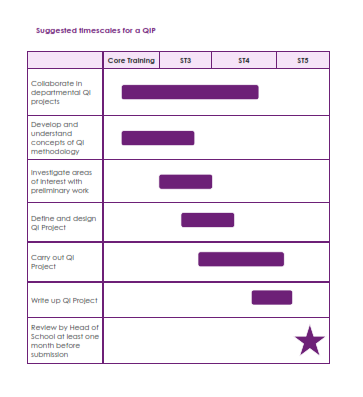 Suggested timescales for a QIP
Core Training ST3 ST4 ST5
Collaborate in
departmental QI
projects
Develop and
understand
concepts of QI
methodology
Investigate areas
of interest with
preliminary work
Define and design
QI Project
Carry out QI
Project
Write up QI Project
Review by Head of
School at least one
month before
submission